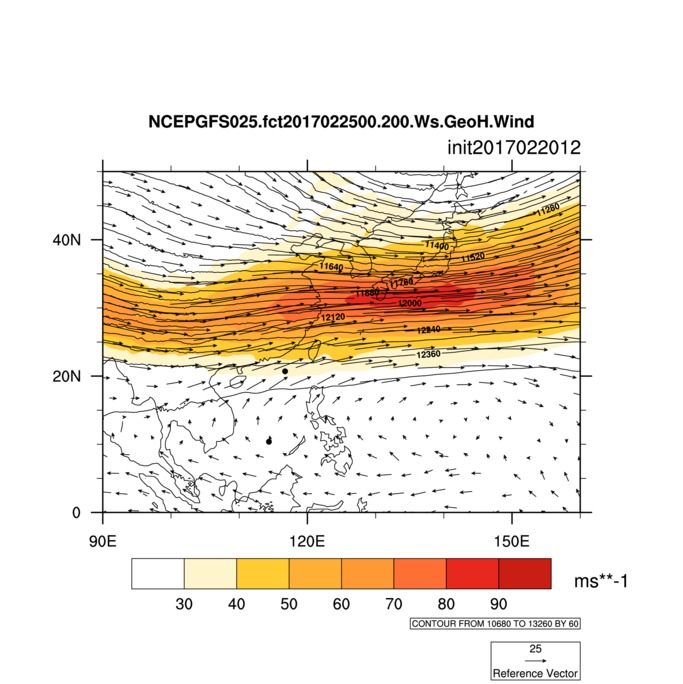 NCEPGFS025.fct2017022500.200.Ws.GeoH.Wind
init2017022012
11280
40N
11400
11520
11640
11760
11880
12000
12120
12240
12360
20N
0
90E
120E
150E
30 40 50 60 70 80 90
ms**-1
CONTOUR FROM 10680 TO 13260 BY 60
25
Reference Vector